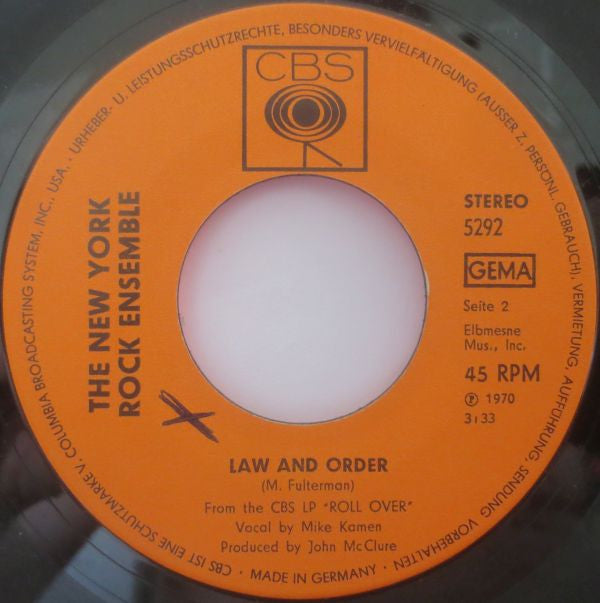 CBS
THE NEW YORK
ROCK ENSEMBLE
STEREO
5292
GEMA
Seite 2
Elbmesne
Mus., Inc.
45 RPM
Ⓟ 1970
3:33
LAW AND ORDER
(M. Fulterman)
From the CBS LP "ROLL OVER"
Vocal by Mike Kamen
Produced by John McClure
CBS IST EINE SCHUTZMARKE V. COLUMBIA BROADCASTING SYSTEM, INC., USA. · URHEBER- U. LEISTUNGSSCHUTZRECHTE, BESONDERS VERVIELFÄLTIGUNG (AUSSER Z. PERSÖNL. GEBRAUCH), VERMIETUNG, AUFFÜHRUNG, SENDUNG VORBEHALTEN · MADE IN GERMANY ·